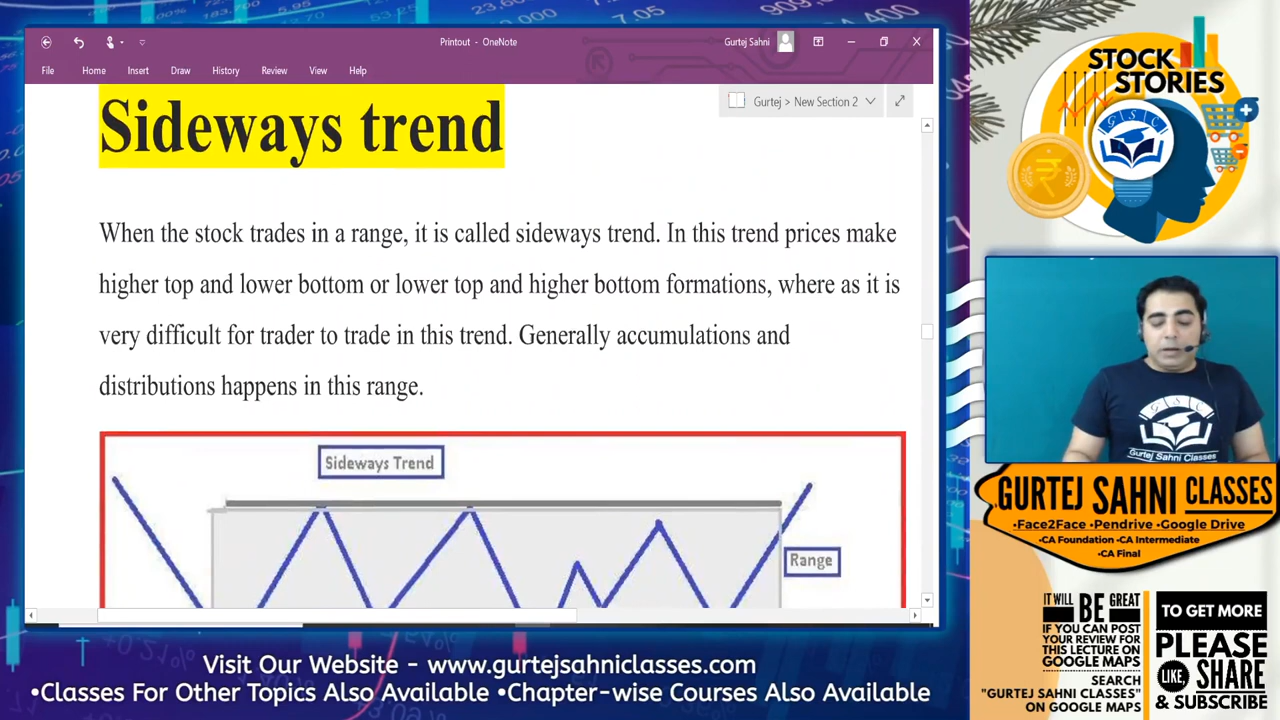 Printout - OneNote
Gurtej Sahni
File Home Insert Draw History Review View Help
Gurtej > New Section 2
Sideways trend
When the stock trades in a range, it is called sideways trend. In this trend prices make
higher top and lower bottom or lower top and higher bottom formations, where as it is
very difficult for trader to trade in this trend. Generally accumulations and
distributions happens in this range.
Sideways Trend
Range
STOCK
STORIES
G S C
G S C
Gurtej Sahni Classes
GURTEJ SAHNI CLASSES
•Face2Face •Pendrive •Google Drive
•CA Foundation •CA Intermediate
•CA Final
IT WILL BE GREAT
IF YOU CAN POST
YOUR REVIEW FOR
THIS LECTURE ON
GOOGLE MAPS
SEARCH
"GURTEJ SAHNI CLASSES"
ON GOOGLE MAPS
TO GET MORE
PLEASE
LIKE, SHARE
& SUBSCRIBE
Visit Our Website - www.gurtejsahniclasses.com
•Classes For Other Topics Also Available •Chapter-wise Courses Also Available